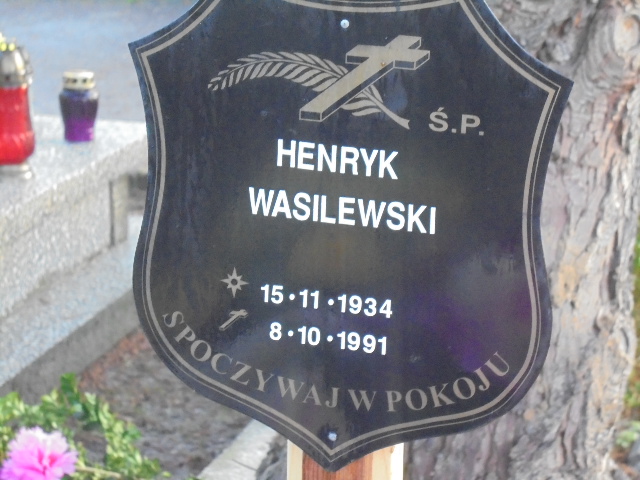 Ś.P.
HENRYK
WASILEWSKI
15·11·1934
8·10·1991
SPOCZYWAJ W POKOJU